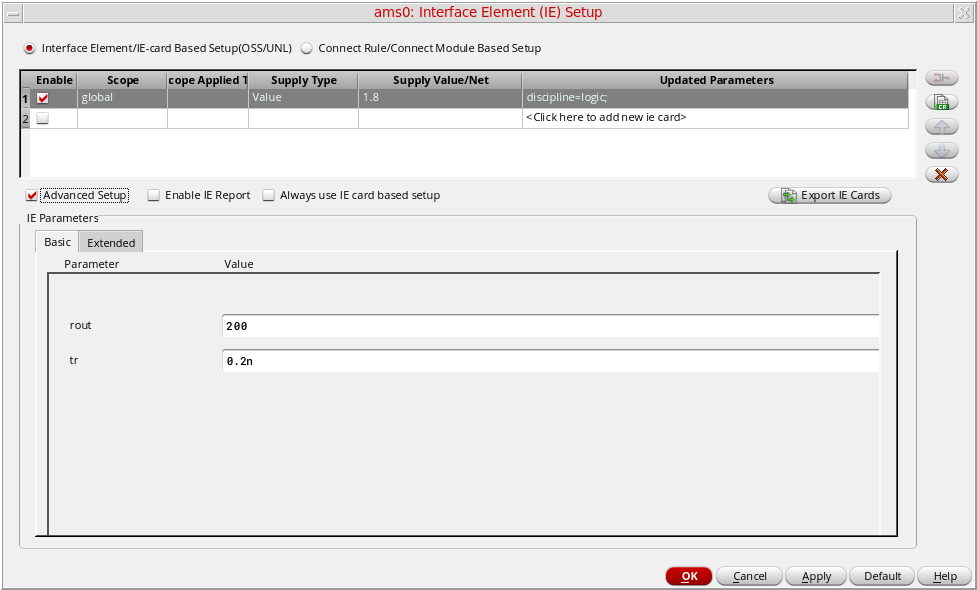 ams0: Interface Element (IE) Setup
Interface Element/IE-card Based Setup(OSS/UNL) Connect Rule/Connect Module Based Setup
Enable Scope cope Applied T Supply Type Supply Value/Net Updated Parameters
1 global Value 1.8 discipline=logic;
2 <Click here to add new ie card>
Advanced Setup Enable IE Report Always use IE card based setup Export IE Cards
IE Parameters
Basic Extended
Parameter Value
rout 200
tr 0.2n
OK Cancel Apply Default Help